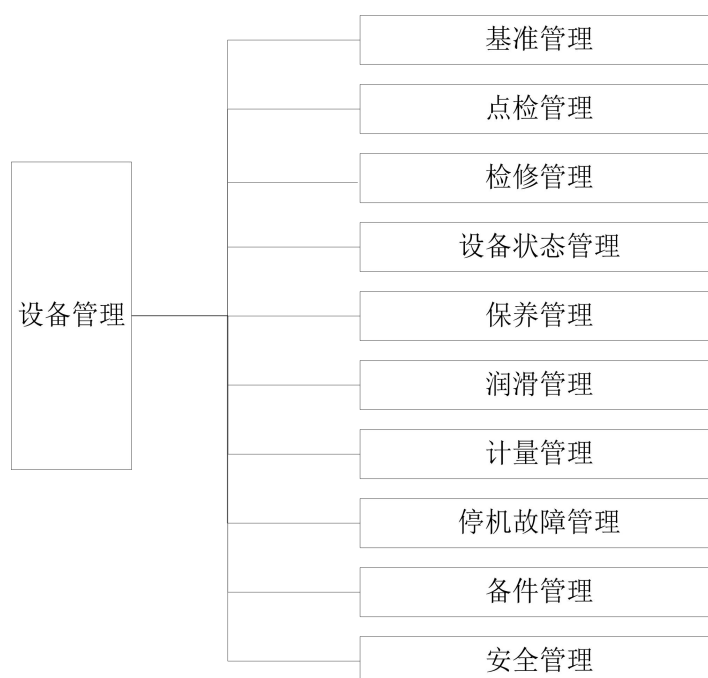 基准管理
点检管理
检修管理
设备状态管理
设备管理
保养管理
润滑管理
计量管理
停机故障管理
备件管理
安全管理